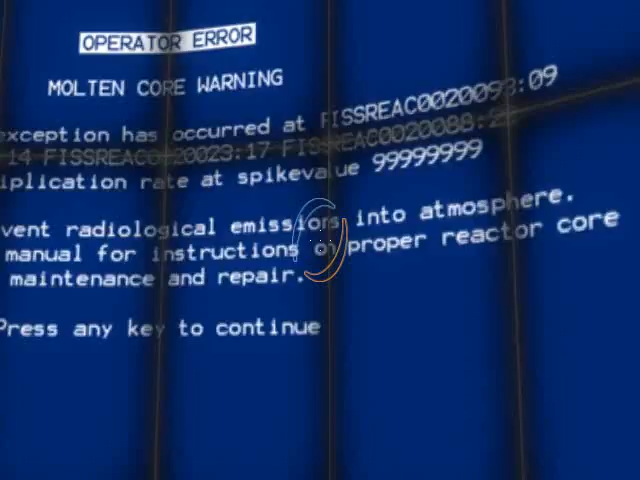 OPERATOR ERROR
MOLTEN CORE WARNING
exception has occurred at FISSREAC0020093:09
14 FISSREAC0020023:17 FISSREAC0020088:
iplication rate at spikevalue 99999999
vent radiological emissions into atmosphere.
manual for instructions on proper reactor core
maintenance and repair.
Press any key to continue